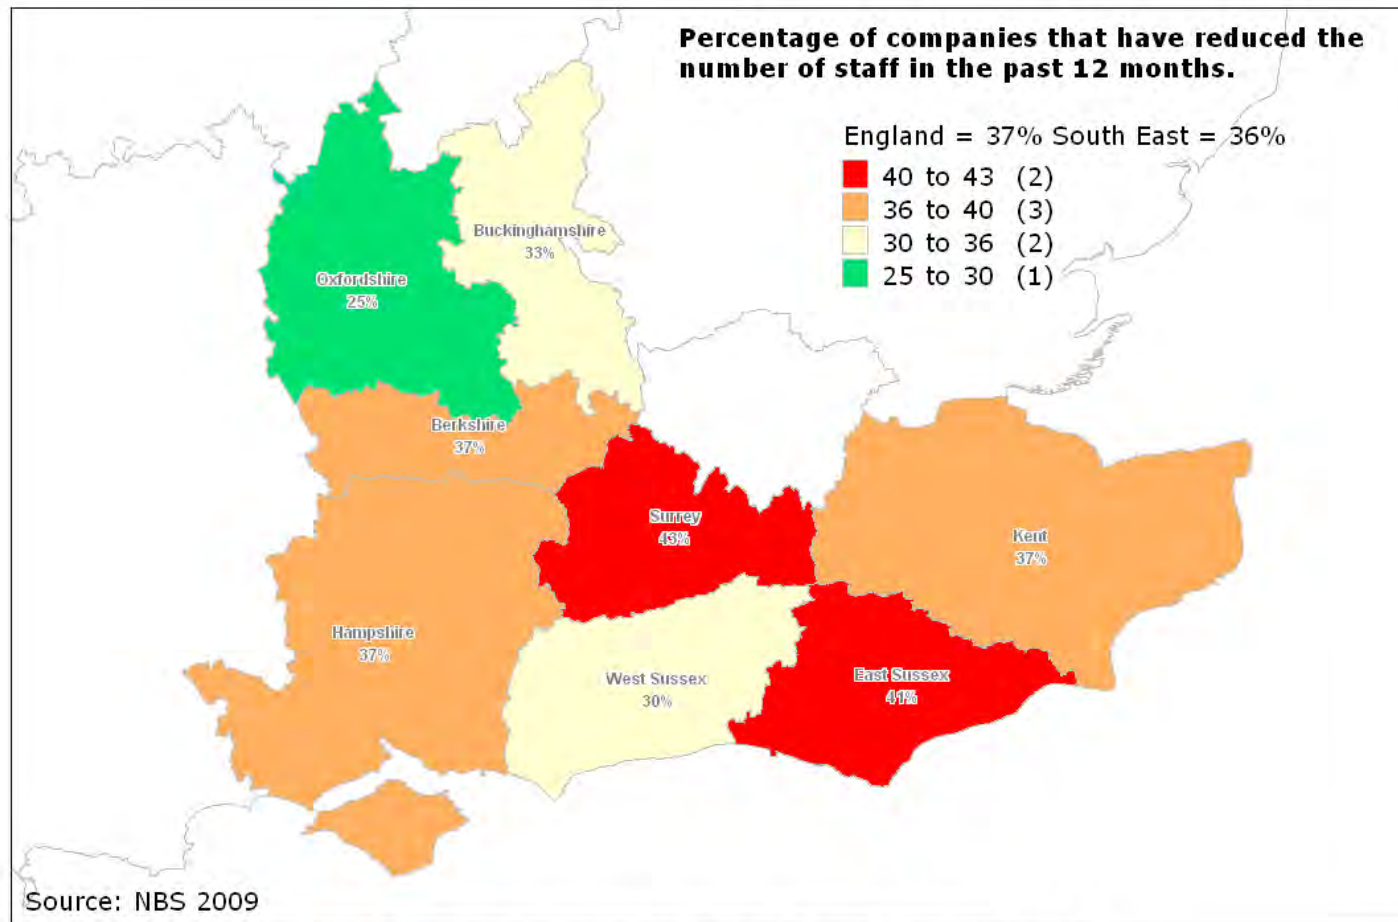 Percentage of companies that have reduced the
number of staff in the past 12 months.
England = 37% South East = 36%
40 to 43 (2)
36 to 40 (3)
30 to 36 (2)
25 to 30 (1)
Buckinghamshire
33%
Oxfordshire
25%
Berkshire
37%
Surrey
43%
Kent
37%
Hampshire
37%
West Sussex
30%
East Sussex
41%
Source: NBS 2009